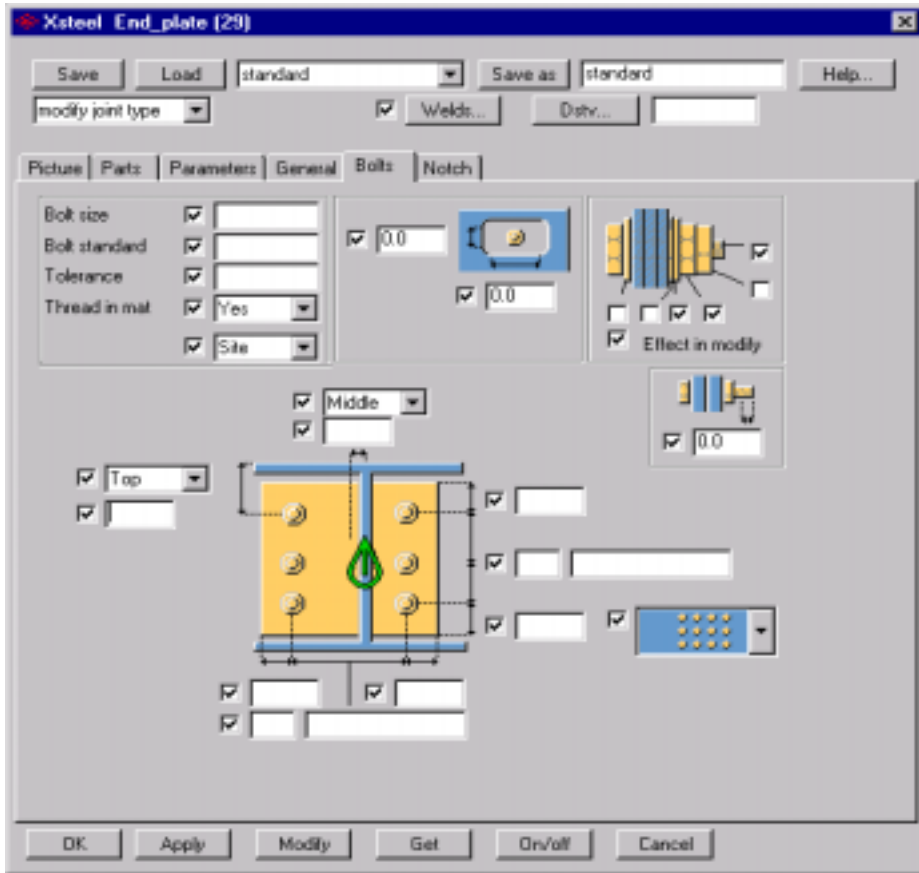 Xsteel End_plate (29)
Save Load standard Save as standard Help...
modify joint type Welds... Dstv...
Picture Parts Parameters General Bolts Notch
Bolt size
Bolt standard
Tolerance
Thread in mat Yes
Site
0.0
0.0
Effect in modify
0.0
Middle
Top
OK Apply Modify Get On/off Cancel